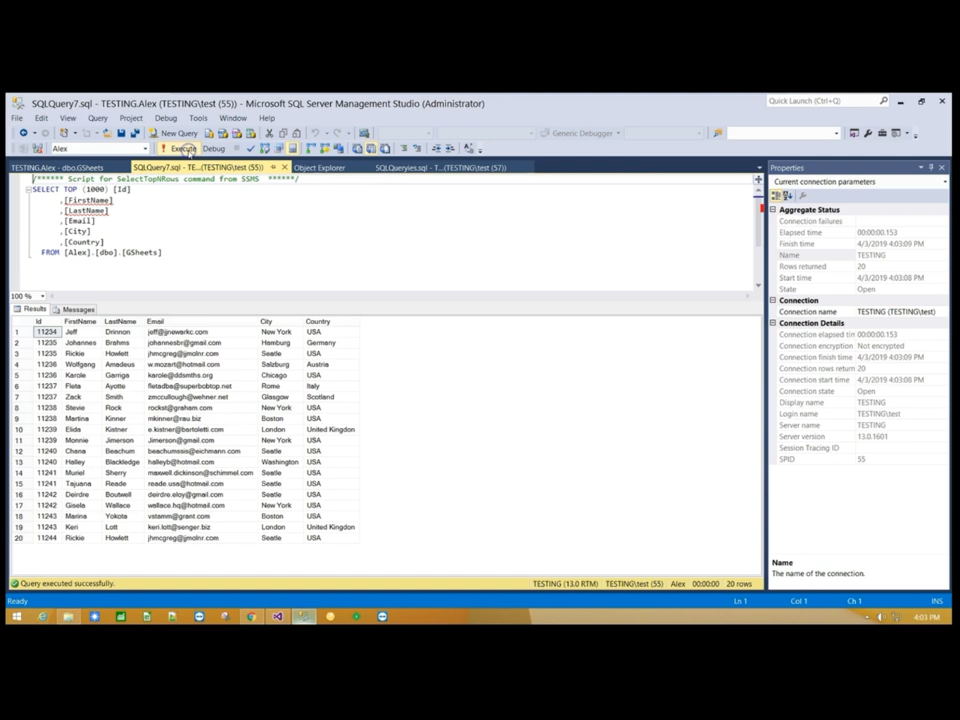 SQLQuery7.sql - TESTING.Alex (TESTING\test (55)) - Microsoft SQL Server Management Studio (Administrator)
Quick Launch (Ctrl+Q)
File Edit View Query Project Debug Tools Window Help
New Query
Generic Debugger
Alex
Execute Debug
TESTING.Alex - dbo.GSheets
SQLQuery7.sql - TE...(TESTING\test (55))
Object Explorer
SQLQueryies.sql - T...(TESTING\test (57))
/****** Script for SelectTopNRows command from SSMS ******/
SELECT TOP (1000) [Id]
,[FirstName]
,[LastName]
,[Email]
,[City]
,[Country]
FROM [Alex].[dbo].[GSheets]
100 %
Results Messages
Id FirstName LastName Email City Country
1 11234 Jeff Drinnon jeff@jjnewarkc.com New York USA
2 11235 Johannes Brahms johannesbr@gmail.com Hamburg Germany
3 11235 Rickie Howlett jhmcgreg@jmolnr.com Seatle USA
4 11236 Wolfgang Amadeus w.mozart@hotmail.com Salzburg Austria
5 11236 Karole Garriga karole@ddsmths.org Chicago USA
6 11237 Fleta Ayotte fletadba@superbobtop.net Rome Italy
7 11237 Zack Smith zmccullough@wehner.net Glasgow Scotland
8 11238 Stevie Rock rockst@graham.com New York USA
9 11238 Martina Kinner mkinner@rau.biz Boston USA
10 11239 Elida Kistner e.kistner@bartoletti.com London United Kingdon
11 11239 Monnie Jimerson Jimerson@gmail.com New York USA
12 11240 Chana Beachum beachumssis@eichmann.com Seatle USA
13 11240 Halley Blackledge halleyb@hotmail.com Washington USA
14 11241 Muriel Sherry maxwell.dickinson@schimmel.com Seatle USA
15 11241 Tajuana Reade reade.usa@hotmail.com Seatle USA
16 11242 Deirdre Boutwell deirdre.eloy@gmail.com Seatle USA
17 11242 Gisela Wallace wallace.hq@hotmail.com New York USA
18 11243 Marina Yokota vstamm@grant.com Boston USA
19 11243 Keri Lott keri.lott@senger.biz London United Kingdon
20 11244 Rickie Howlett jhmcgreg@jmolnr.com Seatle USA
Query executed successfully.
TESTING (13.0 RTM) TESTING\test (55) Alex 00:00:00 20 rows
Properties
Current connection parameters
Aggregate Status
Connection failures
Elapsed time 00:00:00.153
Finish time 4/3/2019 4:03:09 PM
Name TESTING
Rows returned 20
Start time 4/3/2019 4:03:08 PM
State Open
Connection
Connection name TESTING (TESTING\test)
Connection Details
Connection elapsed tin 00:00:00.153
Connection encryption Not encrypted
Connection finish time 4/3/2019 4:03:09 PM
Connection rows return 20
Connection start time 4/3/2019 4:03:08 PM
Connection state Open
Display name TESTING
Login name TESTING\test
Server name TESTING
Server version 13.0.1601
Session Tracing ID
SPID 55
Name
The name of the connection.
Ready
Ln 1 Col 1 Ch 1 INS
4:03 PM